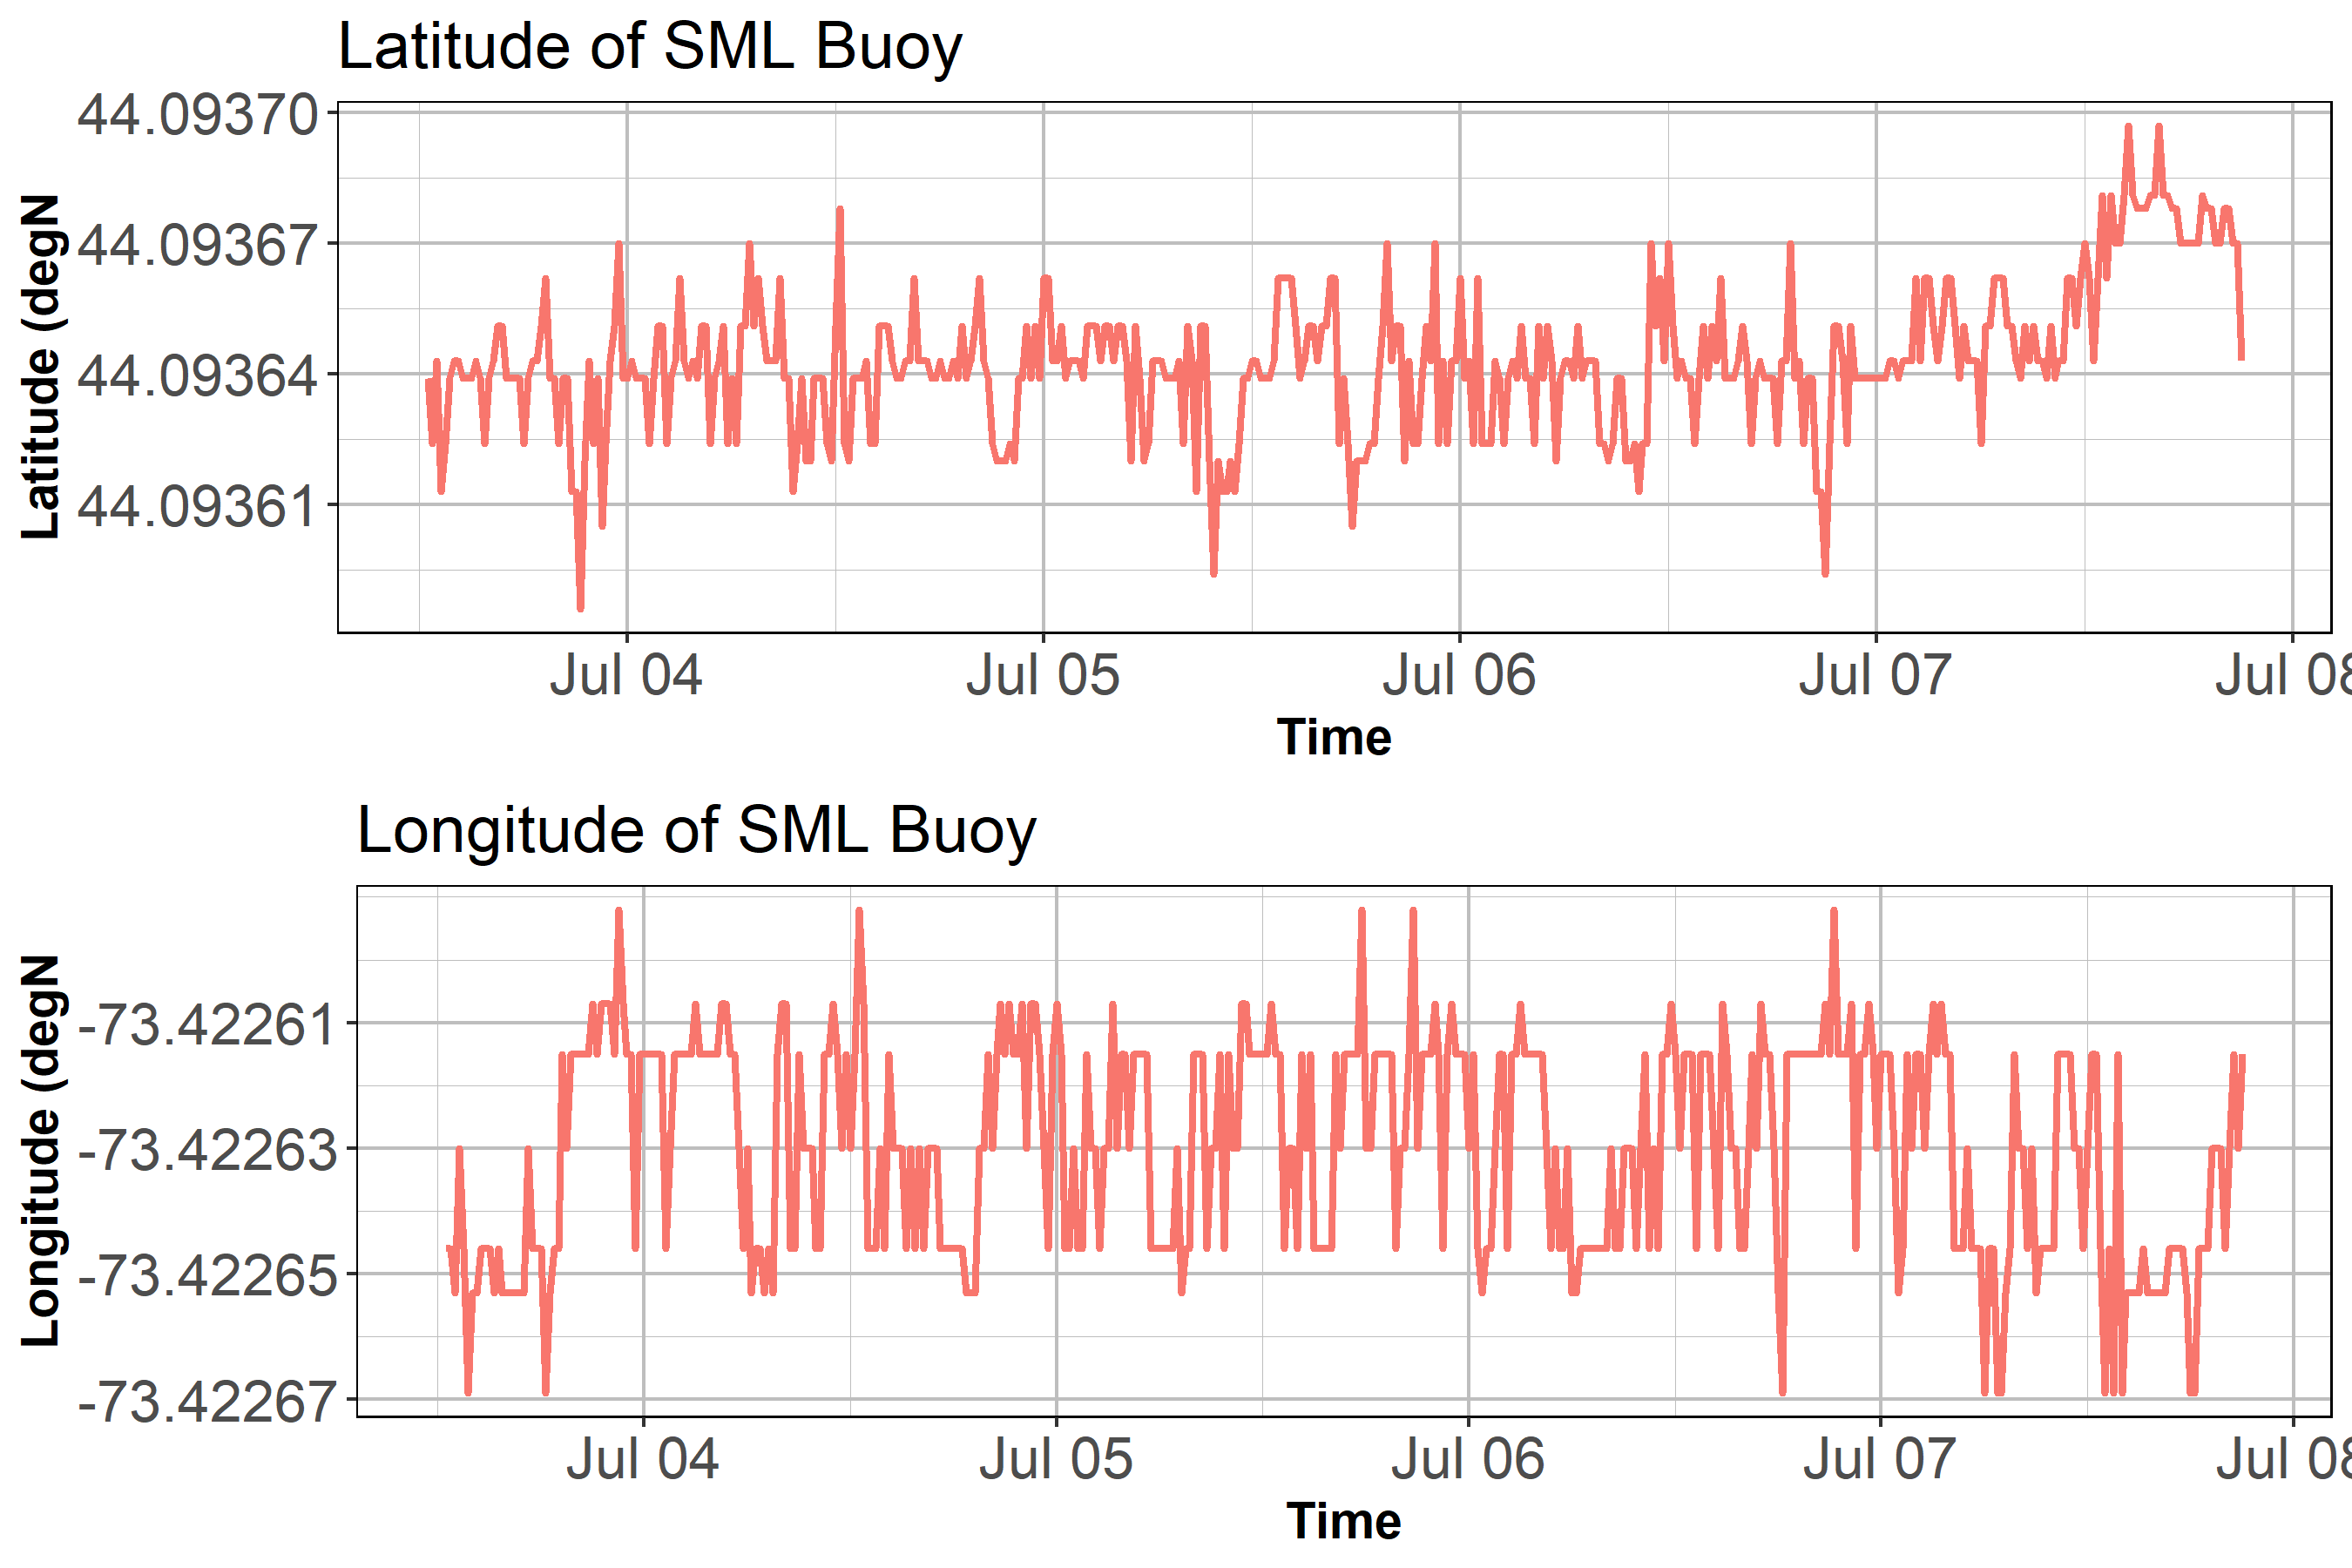 Latitude of SML Buoy
Latitude (degN
44.09370
44.09367
44.09364
44.09361
Jul 04 Jul 05 Jul 06 Jul 07 Jul 08
Time
Longitude of SML Buoy
Longitude (degN
-73.42261
-73.42263
-73.42265
-73.42267
Jul 04 Jul 05 Jul 06 Jul 07 Jul 08
Time